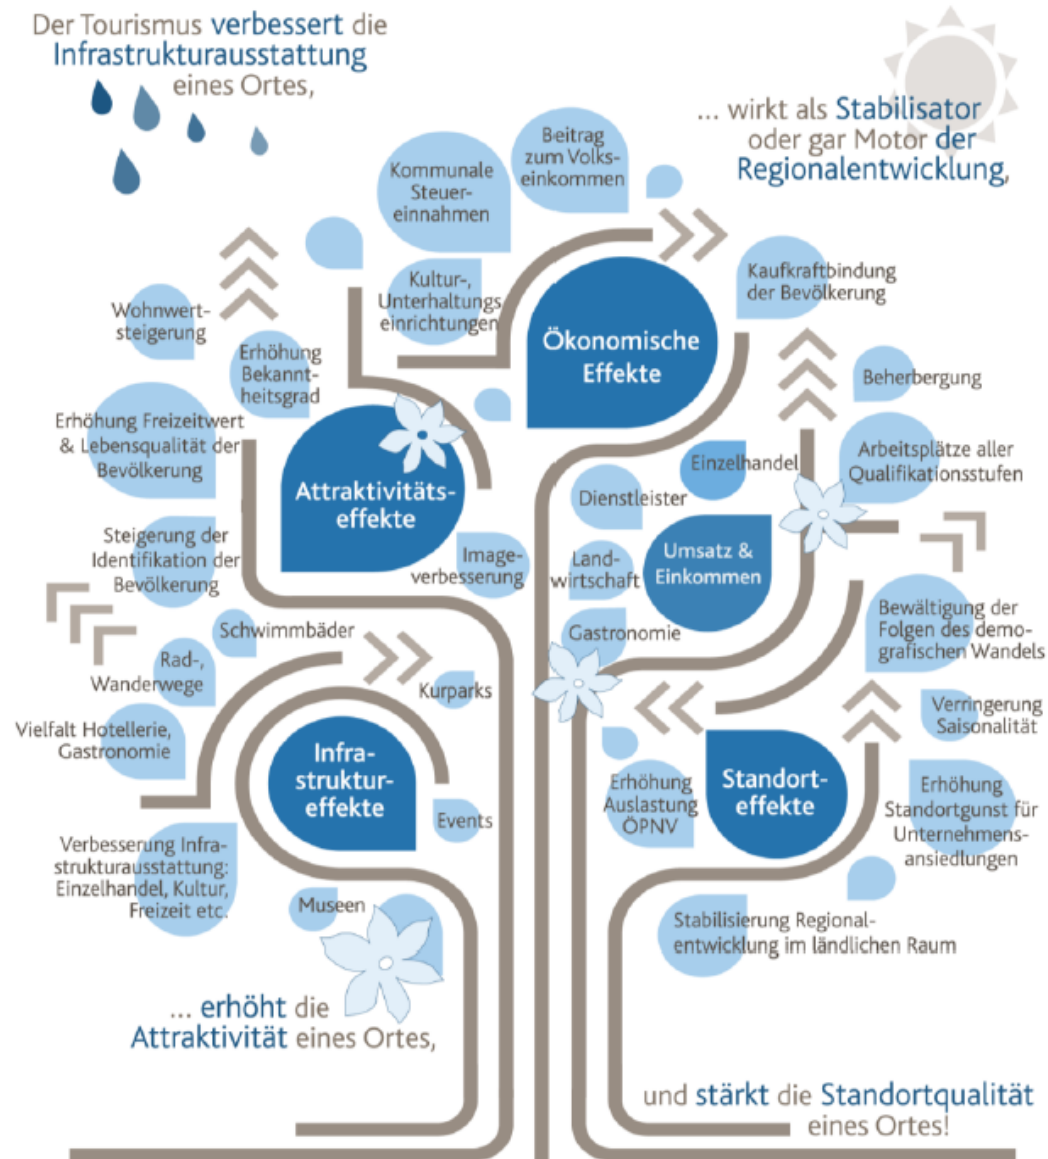 Der Tourismus verbessert die
Infrastrukturausstattung
eines Ortes,
... wirkt als Stabilisator
oder gar Motor der
Regionalentwicklung,
Beitrag
zum Volks-
einkommen
Kommunale
Steuer-
einnahmen
Kultur-,
Unterhaltungs
einrichtungen
Ökonomische
Effekte
Kaufkraftbindung
der Bevölkerung
Wohnwert-
steigerung
Erhöhung
Bekannt-
heitsgrad
Erhöhung Freizeitwert
& Lebensqualität der
Bevölkerung
Attraktivitäts-
effekte
Steigerung der
Identifikation der
Bevölkerung
Image-
verbesserung
Beherbergung
Einzelhandel
Arbeitsplätze aller
Qualifikationsstufen
Dienstleister
Land-
wirtschaft
Umsatz &
Einkommen
Gastronomie
Bewältigung der
Folgen des demo-
grafischen Wandels
Schwimmbäder
Rad-,
Wanderwege
Kurparks
Vielfalt Hotellerie,
Gastronomie
Infra-
struktur-
effekte
Events
Verbesserung Infra-
strukturausstattung:
Einzelhandel, Kultur,
Freizeit etc.
Museen
Verringerung
Saisonalität
Erhöhung
Auslastung
ÖPNV
Standort-
effekte
Erhöhung
Standortgunst für
Unternehmens-
ansiedlungen
Stabilisierung Regional-
entwicklung im ländlichen Raum
... erhöht die
Attraktivität eines Ortes,
und stärkt die Standortqualität
eines Ortes!